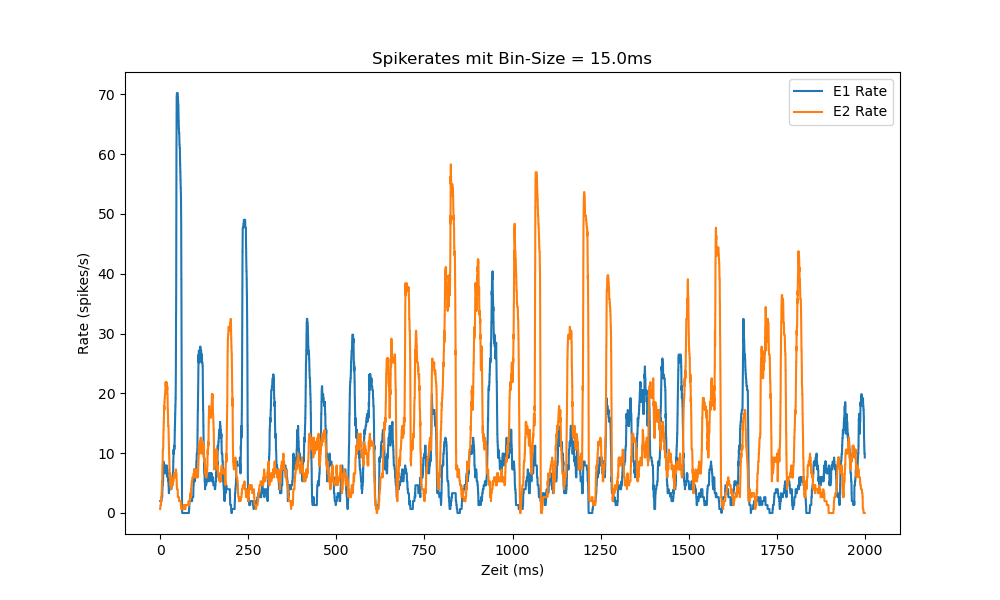 Spikerates mit Bin-Size = 15.0ms
E1 Rate
E2 Rate
70
60
50
40
30
20
10
0
Rate (spikes/s)
0 250 500 750 1000 1250 1500 1750 2000
Zeit (ms)